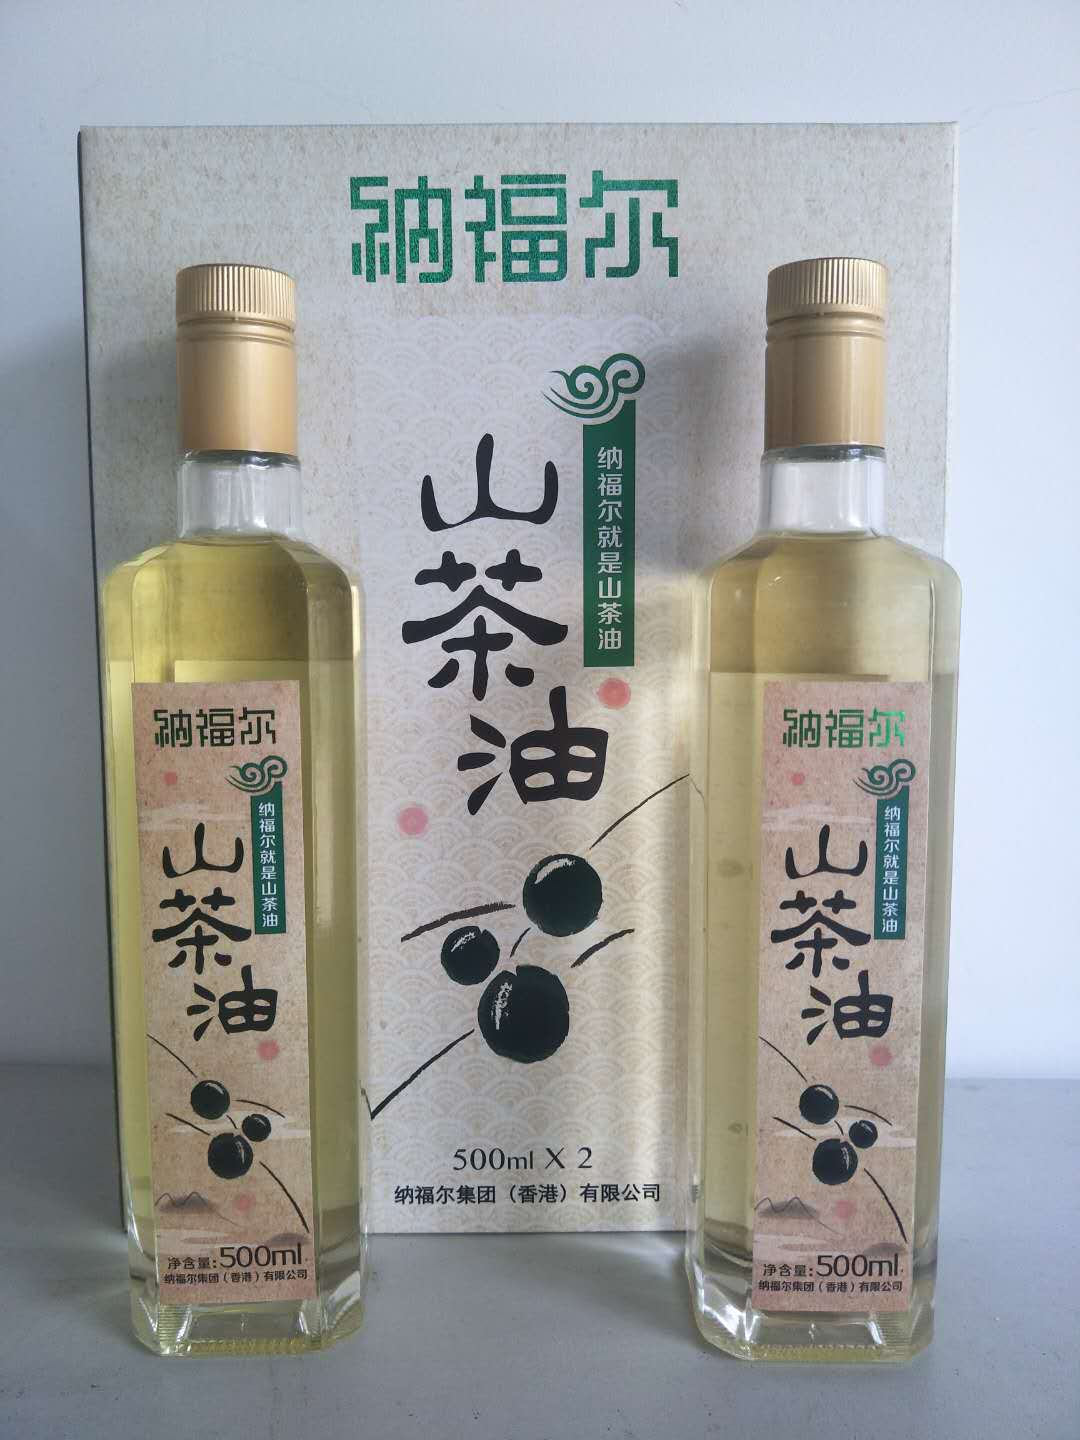 纳福尔
纳福尔就是山茶油
山茶油
500ml X 2
纳福尔集团（香港）有限公司
纳福尔
纳福尔就是山茶油
山茶油
净含量:500ml
纳福尔集团（香港）有限公司
纳福尔
纳福尔就是山茶油
山茶油
净含量:500ml
纳福尔集团（香港）有限公司